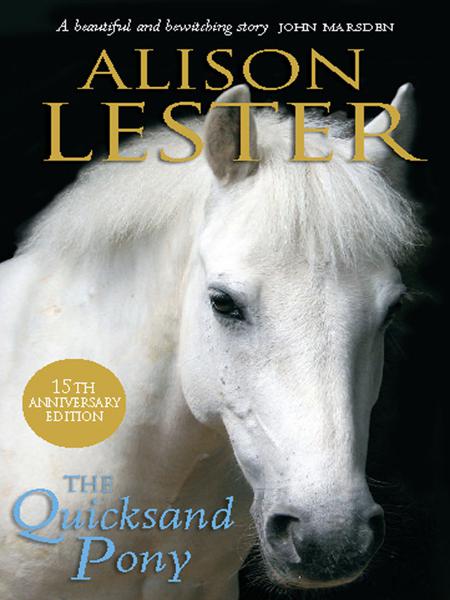 A beautiful and bewitching story JOHN MARSDEN
ALISON
LESTER
15TH
ANNIVERSARY
EDITION
THE
Quicksand
Pony